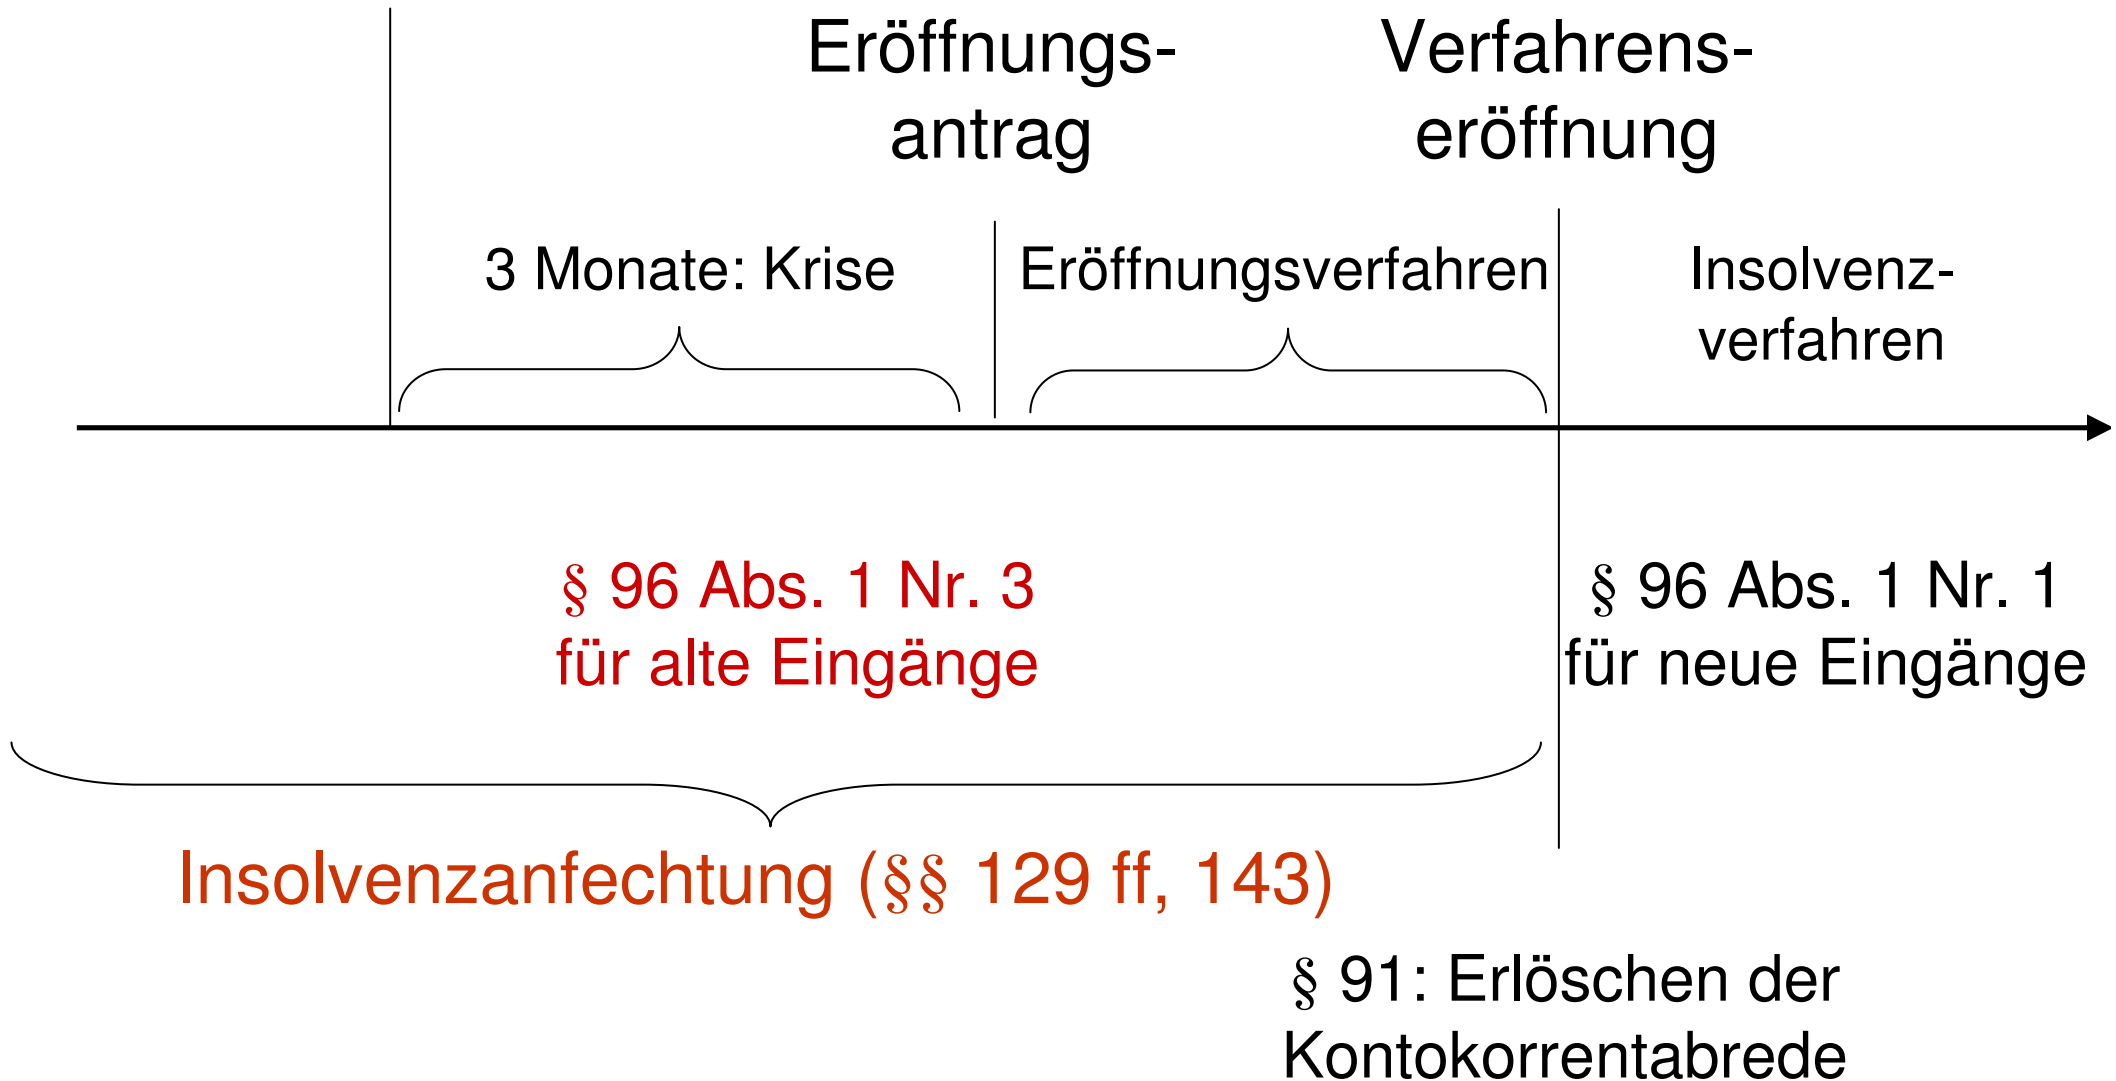 Eröffnungs-
antrag
Verfahrens-
eröffnung
3 Monate: Krise
Eröffnungsverfahren
Insolvenz-
verfahren
§ 96 Abs. 1 Nr. 3
für alte Eingänge
§ 96 Abs. 1 Nr. 1
für neue Eingänge
Insolvenzanfechtung (§§ 129 ff, 143)
§ 91: Erlöschen der
Kontokorrentabrede